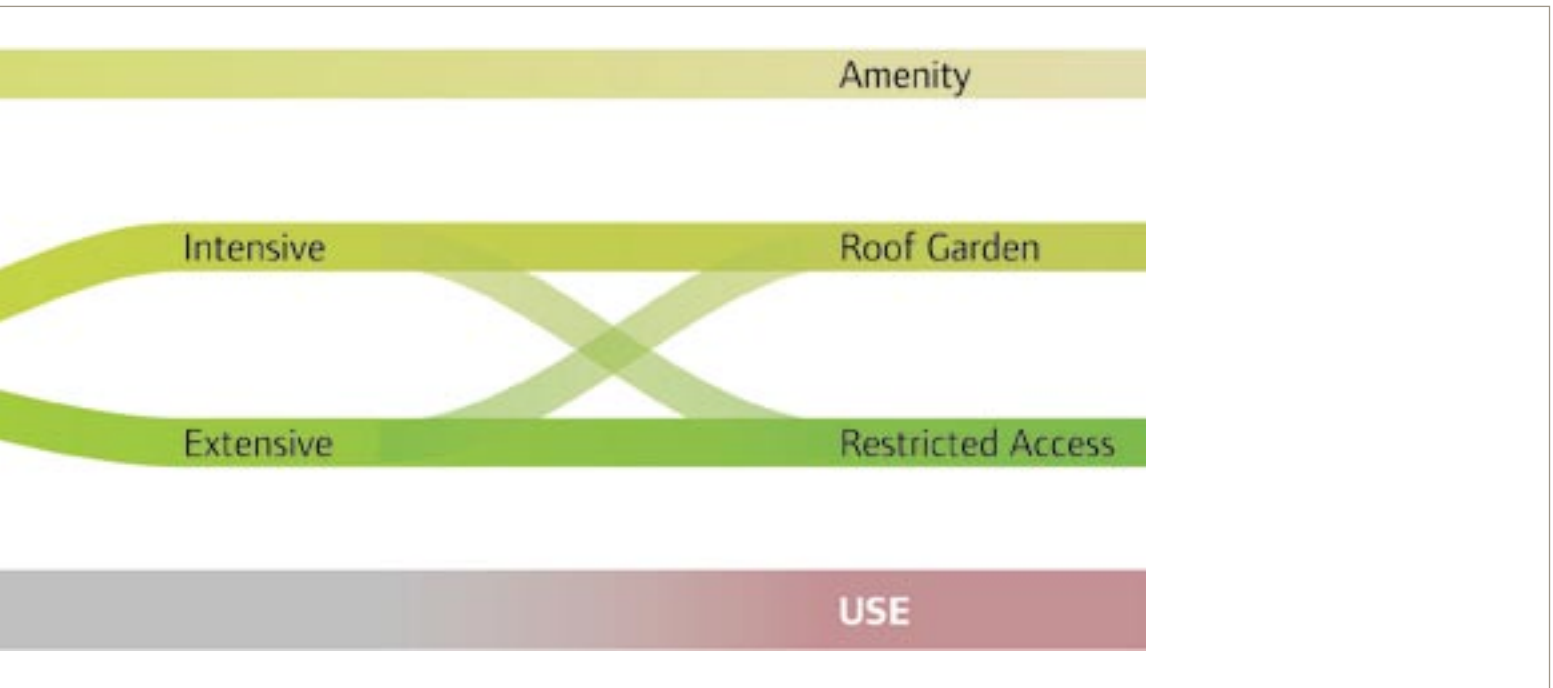 Amenity
Intensive
Roof Garden
Extensive
Restricted Access
USE